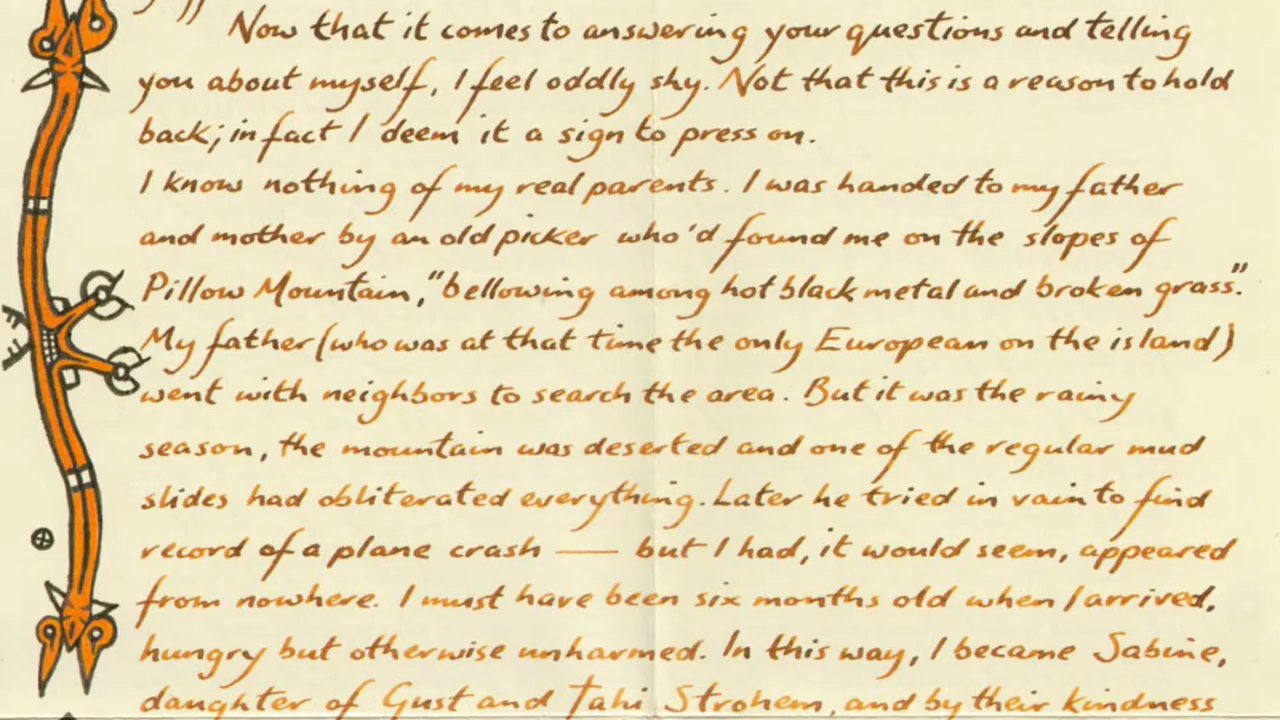 Now that it comes to answering your questions and telling
you about myself, I feel oddly shy. Not that this is a reason to hold
back; in fact I deem it a sign to press on.
I know nothing of my real parents. I was handed to my father
and mother by an old picker who'd found me on the slopes of
Pillow Mountain, "bellowing among hot black metal and broken grass."
My father (who was at that time the only European on the island)
went with neighbors to search the area. But it was the rainy
season, the mountain was deserted and one of the regular mud
slides had obliterated everything. Later he tried in vain to find
record of a plane crash — but I had, it would seem, appeared
from nowhere. I must have been six months old when I arrived,
hungry but otherwise unharmed. In this way, I became Sabine,
daughter of Gust and Tahi Strohem, and by their kindness